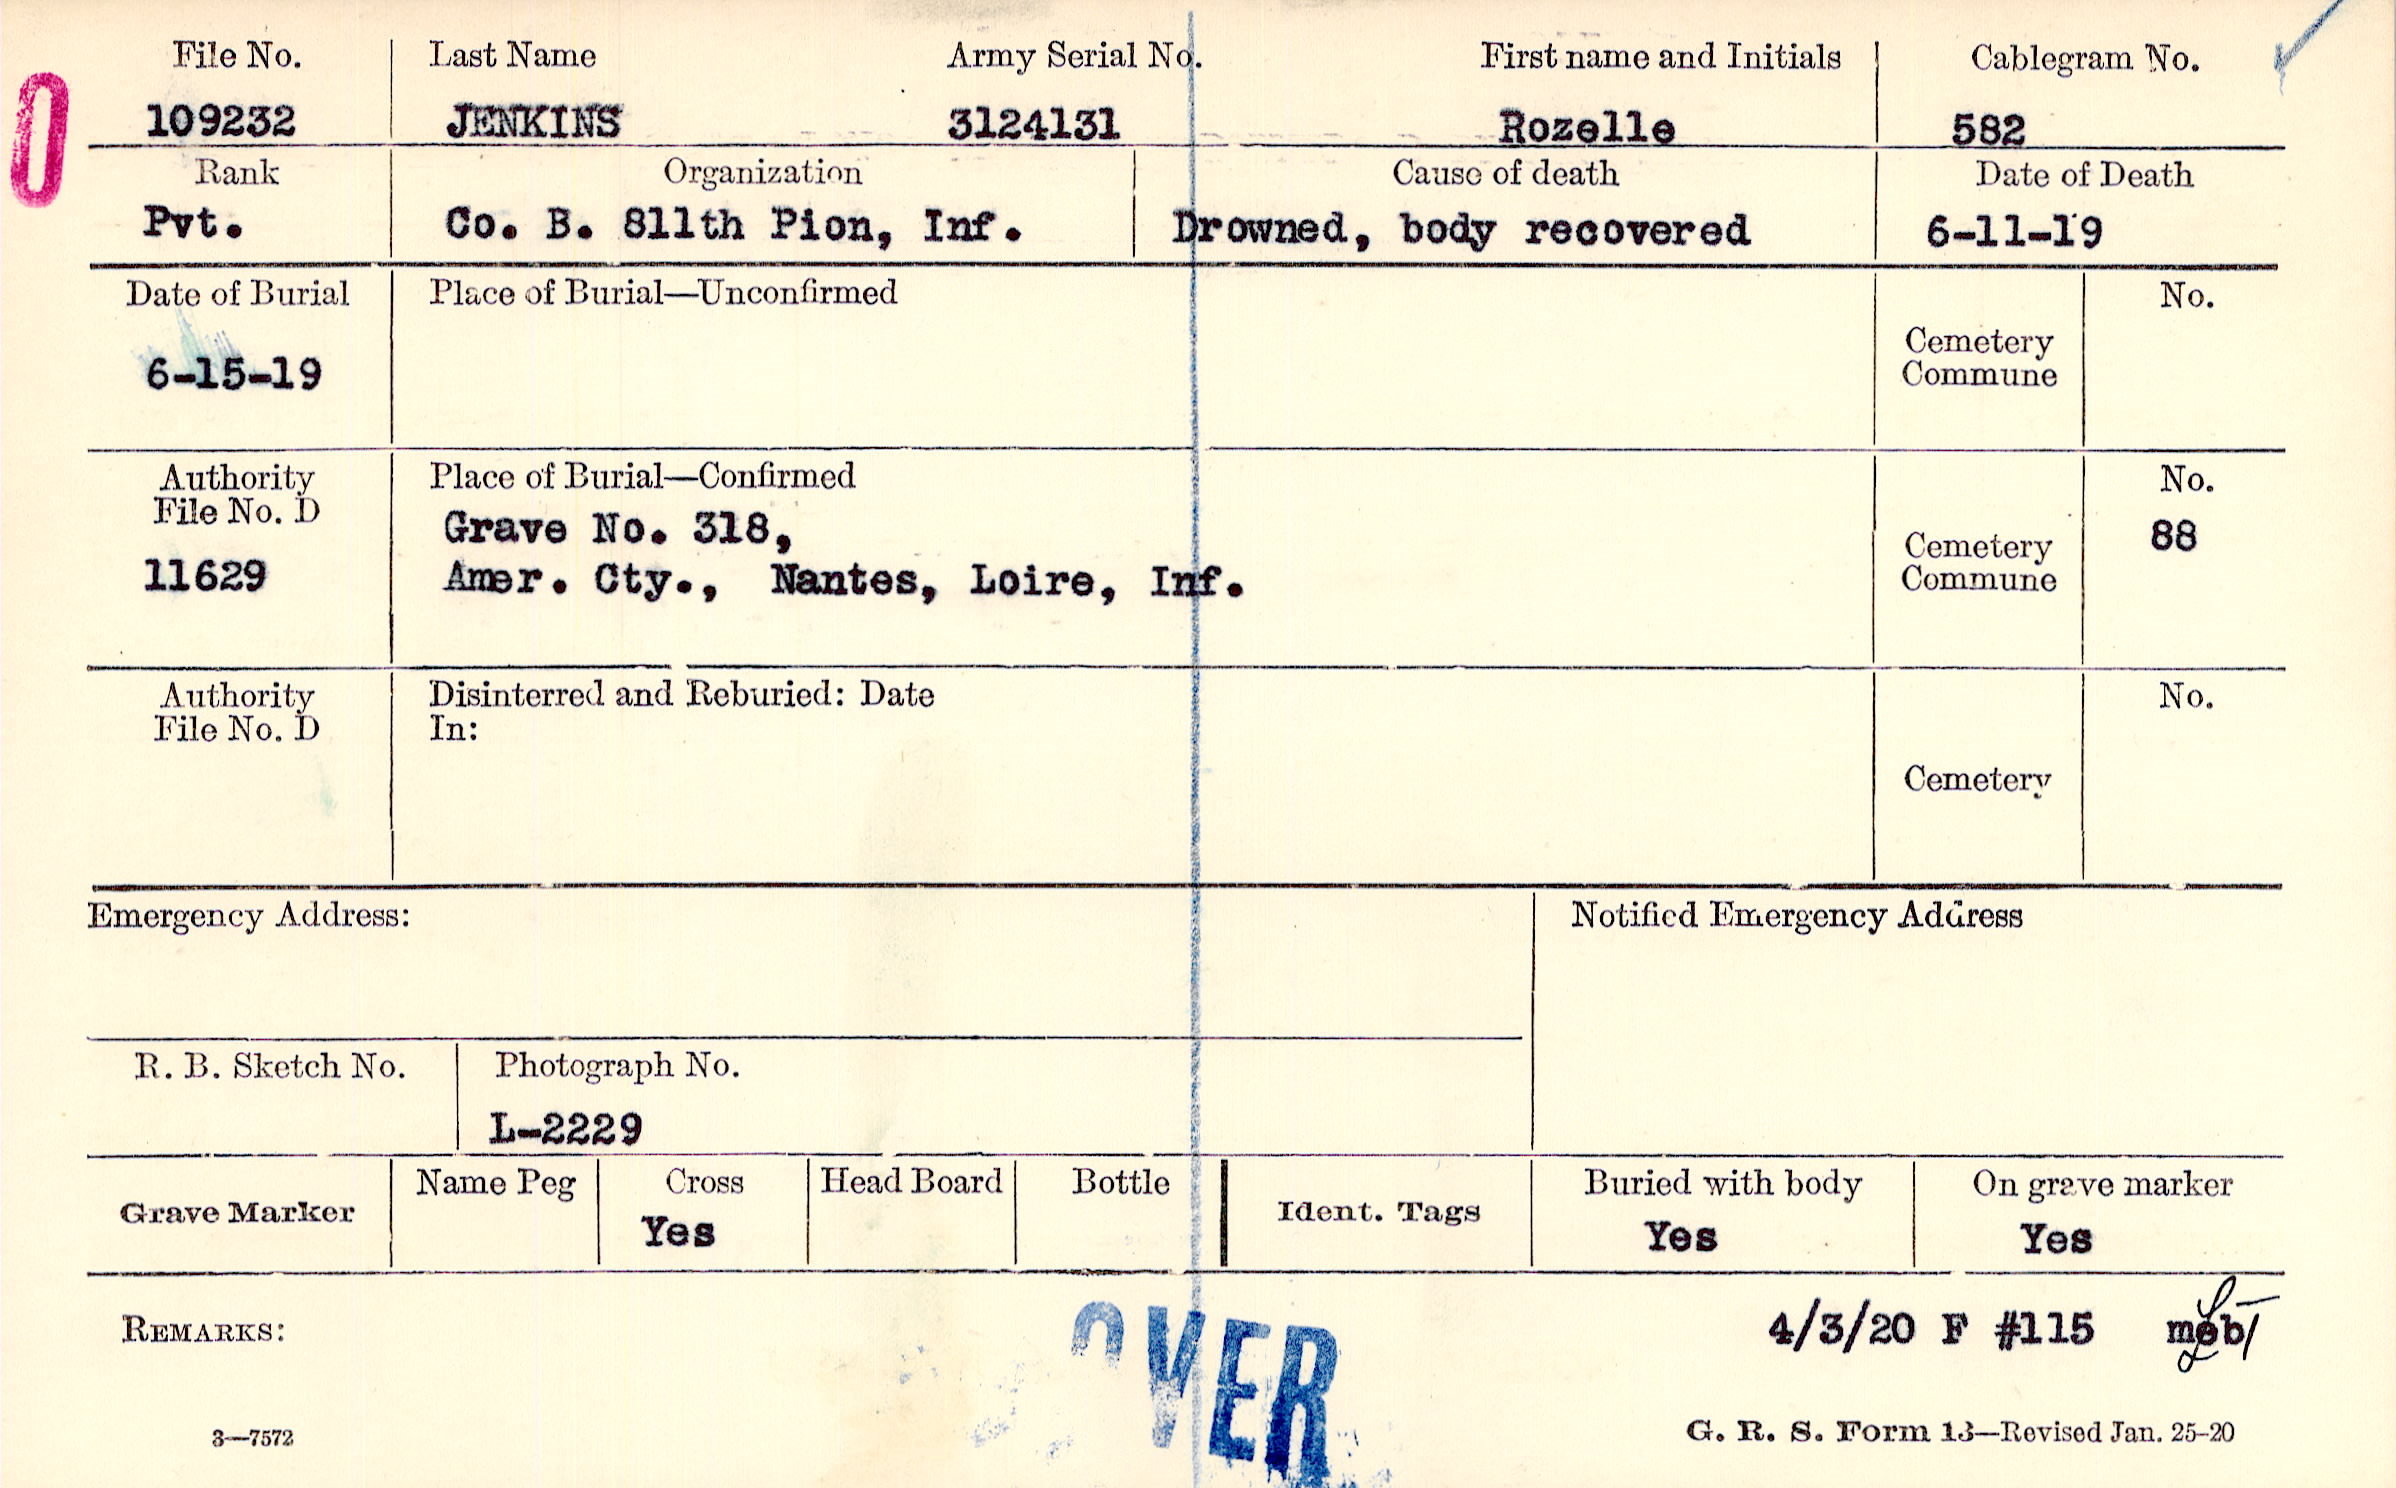 File No. Last Name Army Serial No. First name and Initials Cablegram No.
0
109232 JENKINS 3124131 Rozelle 582
Rank Organization Cause of death Date of Death
Pvt. Co. B. 811th Pion, Inf. Drowned, body recovered 6-11-19
Date of Burial Place of Burial—Unconfirmed No.
Cemetery
Commune
6-15-19
Authority Place of Burial—Confirmed No.
File No. D
Grave No. 318, 88
Cemetery
11629 Amer. Cty., Nantes, Loire, Inf. Commune
Authority Disinterred and Reburied: Date No.
File No. D In:
Cemetery
Emergency Address: Notified Emergency Address
R. B. Sketch No. Photograph No.
L-2229
Name Peg Cross Head Board Bottle Buried with body On grave marker
Grave Marker Ident. Tags
Yes Yes Yes
4/3/20 F #115
REMARKS:
OVER
3—7572 G. R. S. Form 13—Revised Jan. 25-20